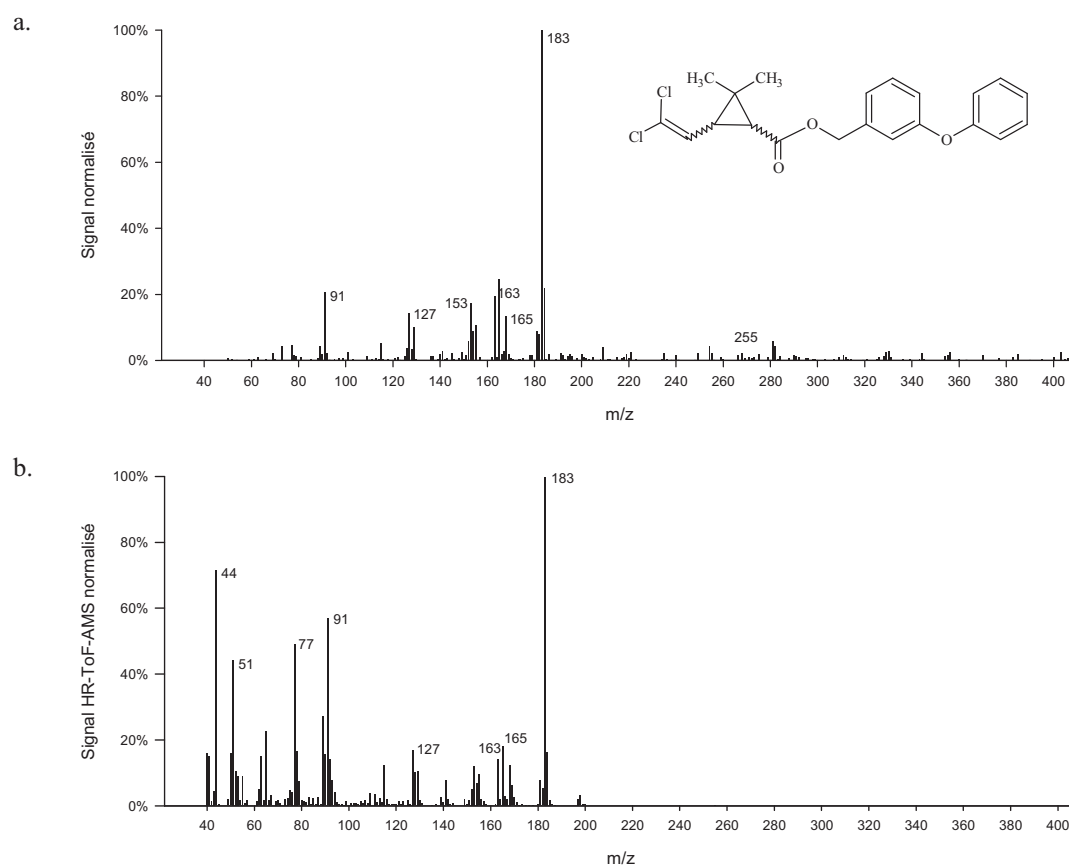 a.
100%
80%
60%
40%
20%
0%
Signal normalisé
183
91
127
153
163
165
255
H₃C
CH₃
Cl
Cl
O
O
O
40 60 80 100 120 140 160 180 200 220 240 260 280 300 320 340 360 380 400
m/z
b.
100%
80%
60%
40%
20%
0%
Signal HR-ToF-AMS normalisé
183
44
51
77
91
127
163
165
40 60 80 100 120 140 160 180 200 220 240 260 280 300 320 340 360 380 400
m/z